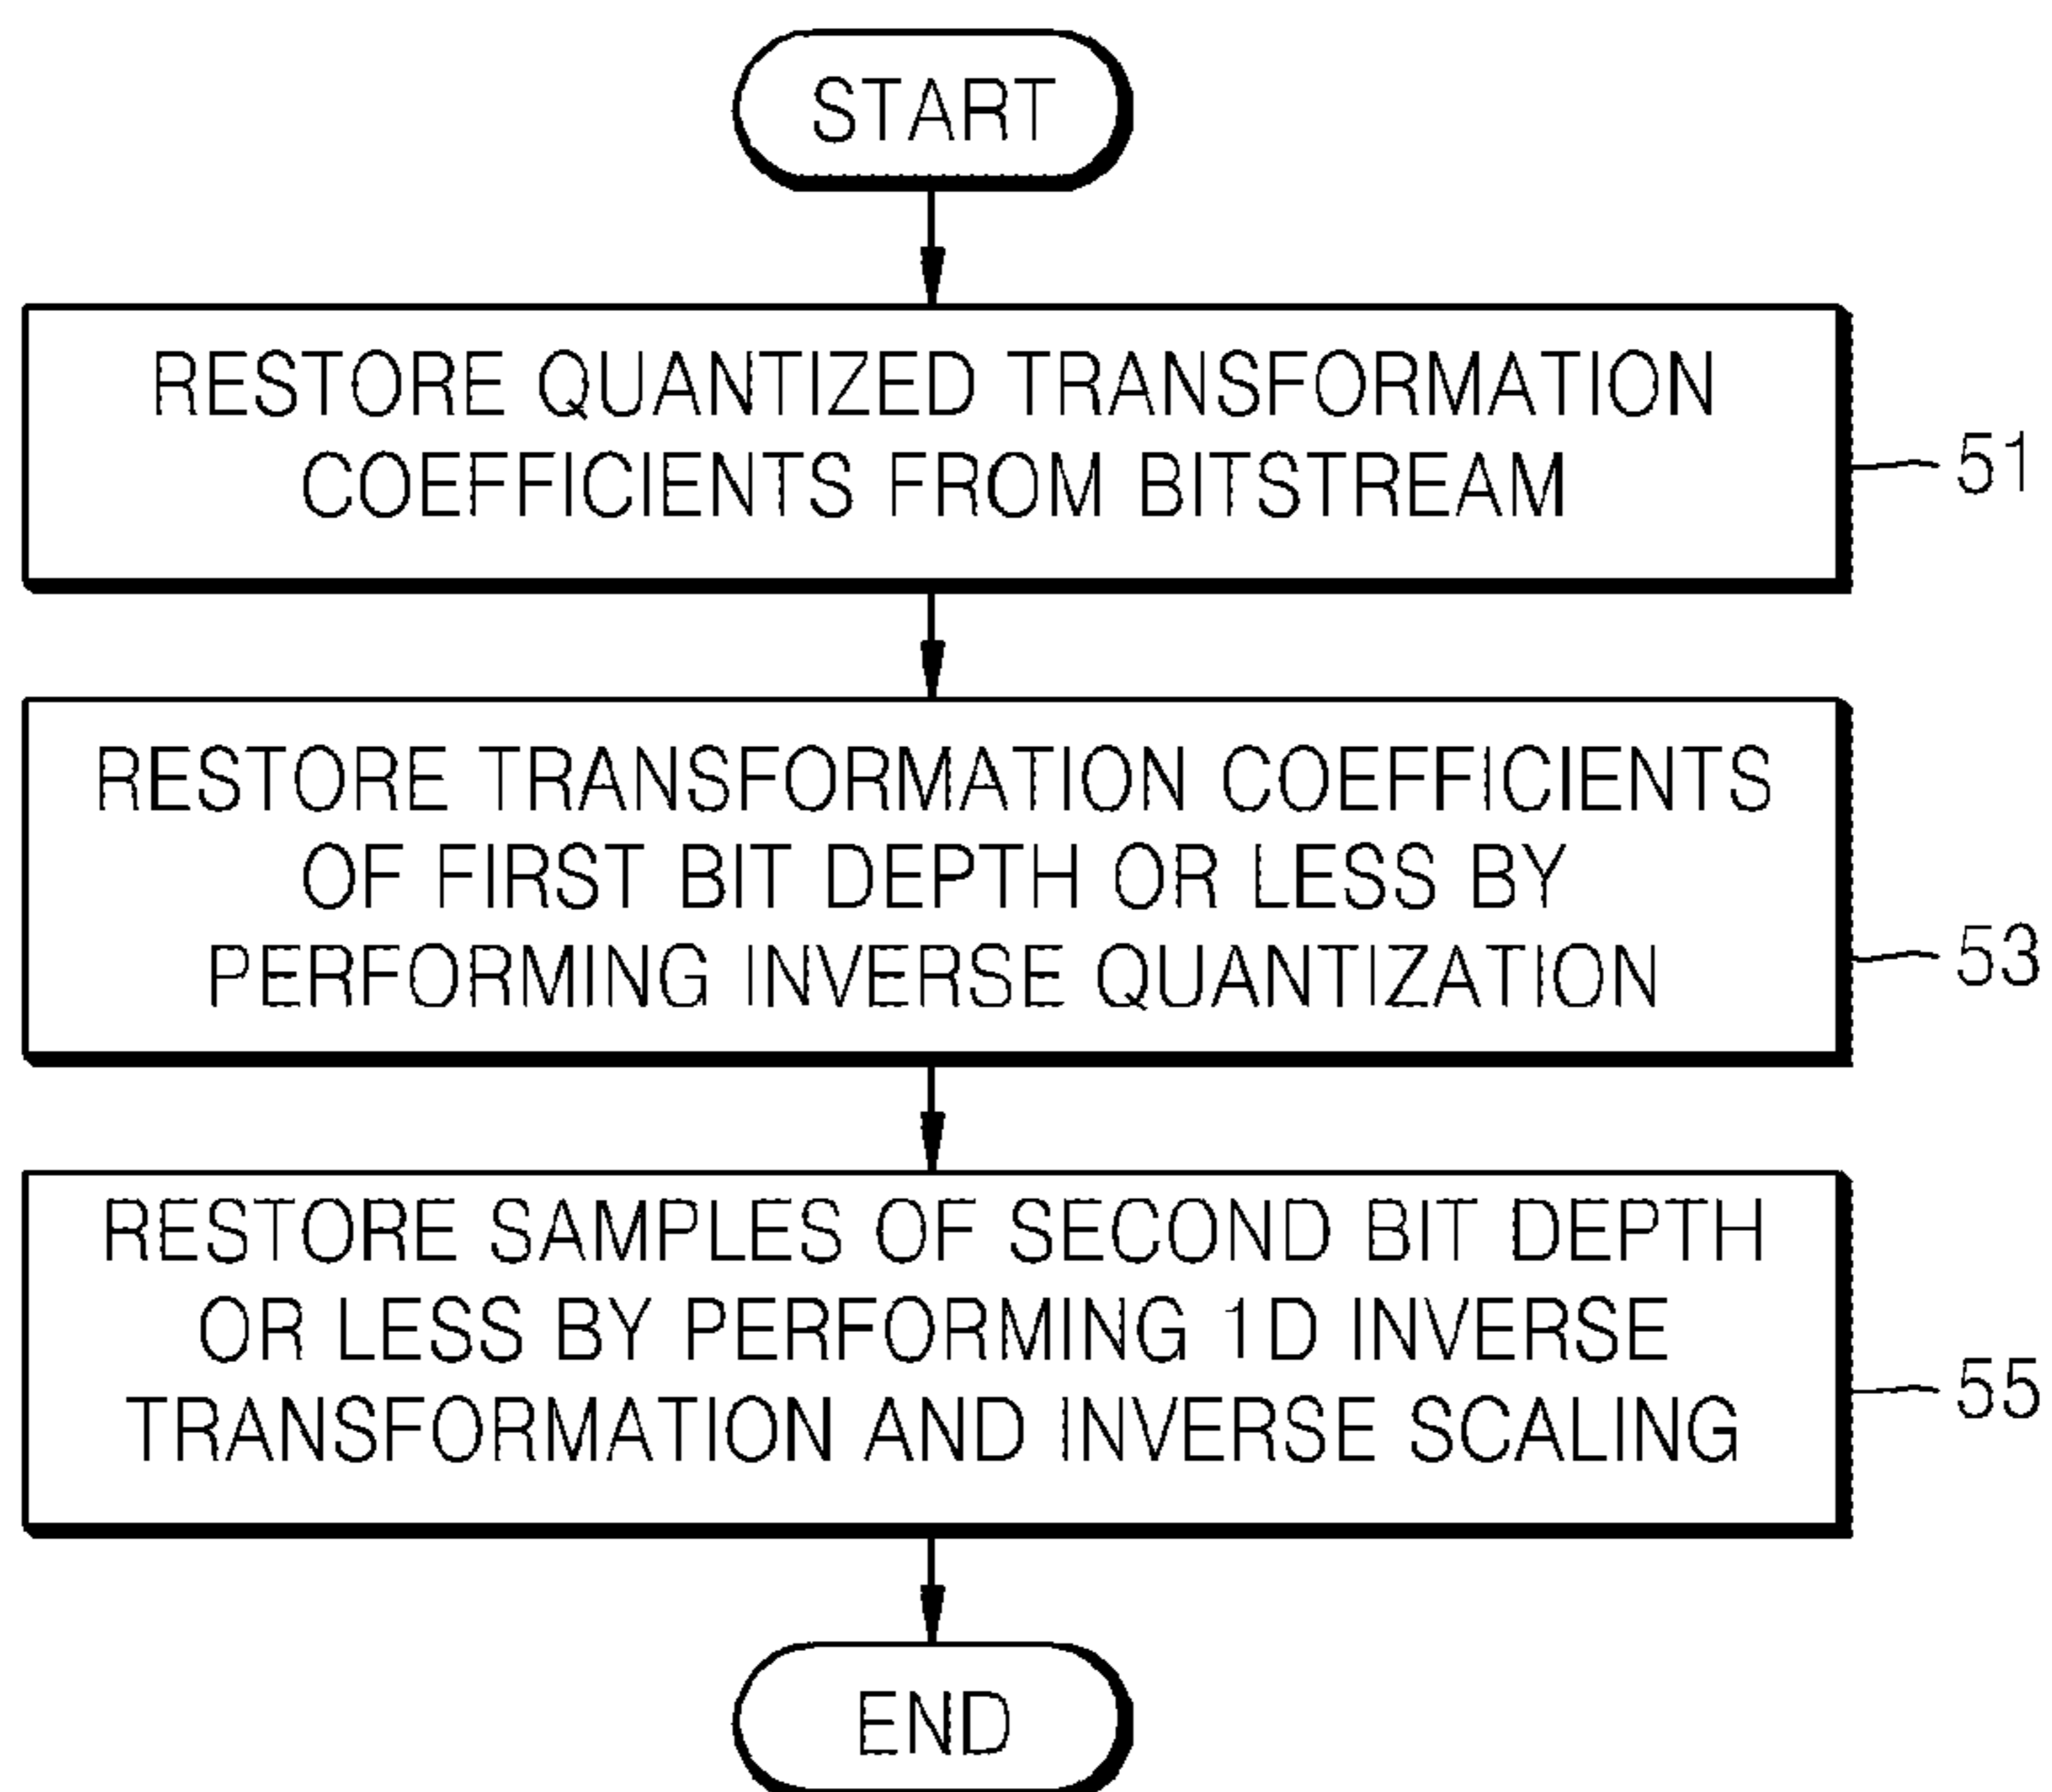 START
RESTORE QUANTIZED TRANSFORMATION
COEFFICIENTS FROM BITSTREAM
51
RESTORE TRANSFORMATION COEFFICIENTS
OF FIRST BIT DEPTH OR LESS BY
PERFORMING INVERSE QUANTIZATION
53
RESTORE SAMPLES OF SECOND BIT DEPTH
OR LESS BY PERFORMING 1D INVERSE
TRANSFORMATION AND INVERSE SCALING
55
END